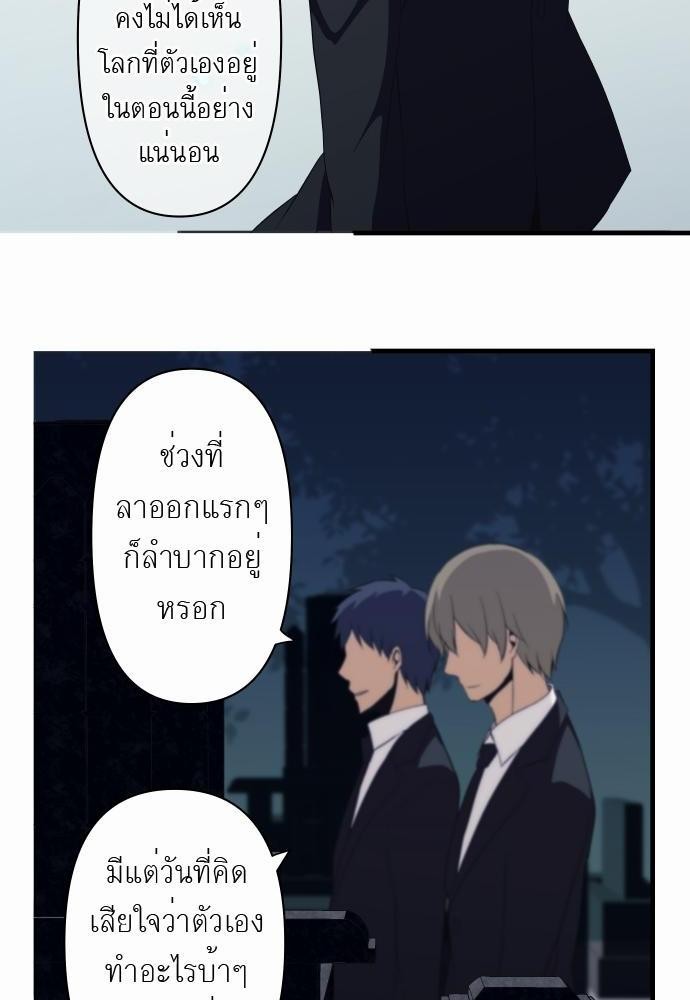 คงไม่ได้เห็น
โลกที่ตัวเองอยู่
ในตอนนี้อย่าง
แน่นอน
ช่วงที่
ลาออกแรกๆ
ก็ลำบากอยู่
หรอก
มีแต่วันที่คิด
เสียใจว่าตัวเอง
ทำอะไรบ้าๆ